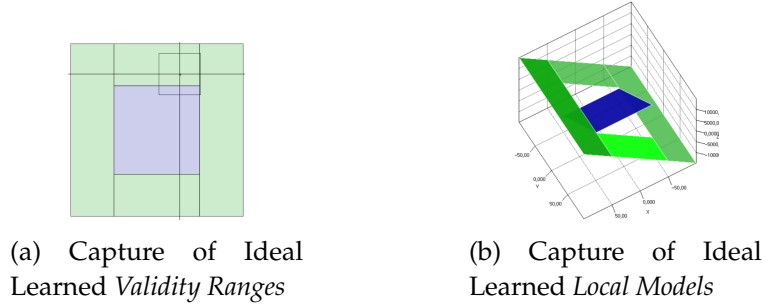 10000,
5000,0
0,0000
-5000,
-1000
-50,00
0,000
50,00
Y
50,00
0,000
-50,00
X
(a) Capture of Ideal
Learned Validity Ranges
(b) Capture of Ideal
Learned Local Models